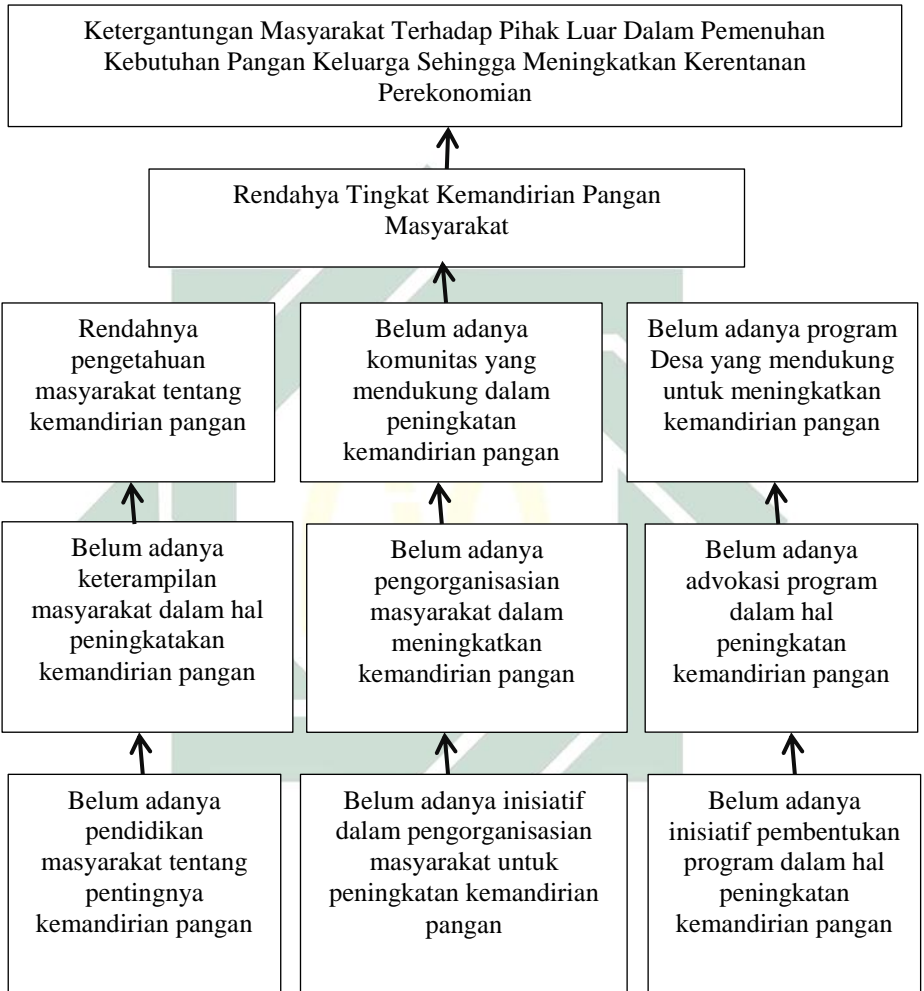 Ketergantungan Masyarakat Terhadap Pihak Luar Dalam Pemenuhan
Kebutuhan Pangan Keluarga Sehingga Meningkatkan Kerentanan
Perekonomian
Rendahya Tingkat Kemandirian Pangan
Masyarakat
Rendahnya
pengetahuan
masyarakat tentang
kemandirian pangan
Belum adanya
komunitas yang
mendukung dalam
peningkatan
kemandirian pangan
Belum adanya program
Desa yang mendukung
untuk meningkatkan
kemandirian pangan
Belum adanya
keterampilan
masyarakat dalam hal
peningkatakan
kemandirian pangan
Belum adanya
pengorganisasian
masyarakat dalam
meningkatkan
kemandirian pangan
Belum adanya
advokasi program
dalam hal
peningkatan
kemandirian pangan
Belum adanya
pendidikan
masyarakat tentang
pentingnya
kemandirian pangan
Belum adanya inisiatif
dalam pengorganisasian
masyarakat untuk
peningkatan kemandirian
pangan
Belum adanya
inisiatif pembentukan
program dalam hal
peningkatan
kemandirian pangan